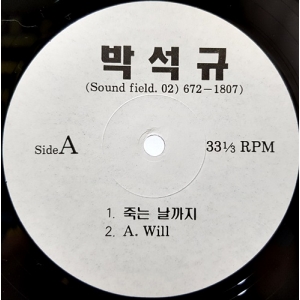 박석규
(Sound field. 02) 672-1807)
Side A
33⅓ RPM
1. 죽는 날까지
2. A. Will